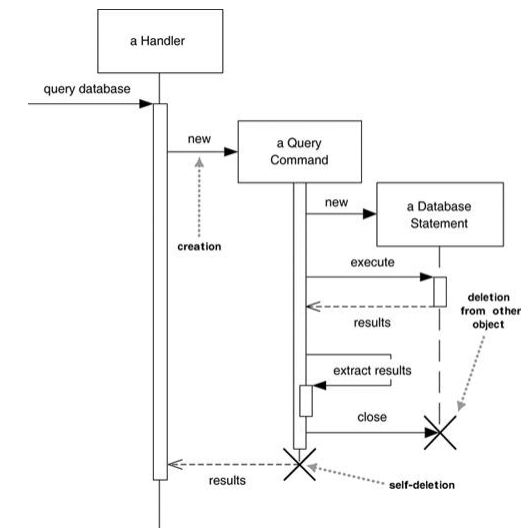 a Handler
query database
new
a Query
Command
new
a Database
Statement
creation
execute
deletion
from other
object
results
extract results
close
results
self-deletion